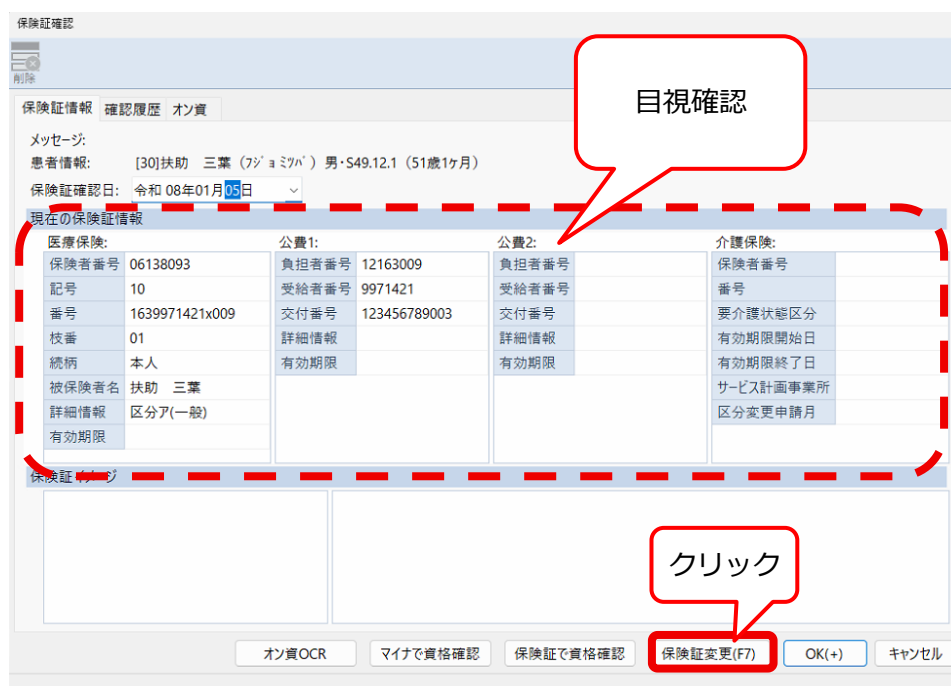 保険証確認
削除
目視確認
保険証情報 確認履歴 オン資
メッセージ:
患者情報: [30]扶助　三葉（フジョ ミツバ）男・S49.12.1（51歳1ヶ月）
保険証確認日: 令和 08年01月05日
現在の保険証情報
医療保険: 公費1: 公費2: 介護保険:
保険者番号 06138093 負担者番号 12163009 負担者番号 保険者番号
記号 10 受給者番号 9971421 受給者番号 番号
番号 1639971421x009 交付番号 123456789003 交付番号 要介護状態区分
枝番 01 詳細情報 詳細情報 有効期限開始日
続柄 本人 有効期限 有効期限 有効期限終了日
被保険者名 扶助　三葉 サービス計画事業所
詳細情報 区分ア(一般) 区分変更申請月
有効期限
保険証イメージ
クリック
オン資OCR マイナで資格確認 保険証で資格確認 保険証変更(F7) OK(+) キャンセル